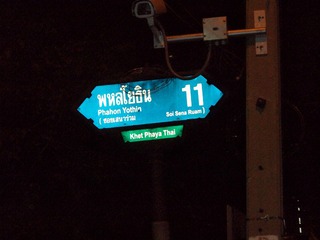 พหลโยธิน 11
Phahon Yothin
(ซอยเสนาร่วม) Soi Sena Ruam)
Khet Phaya Thai